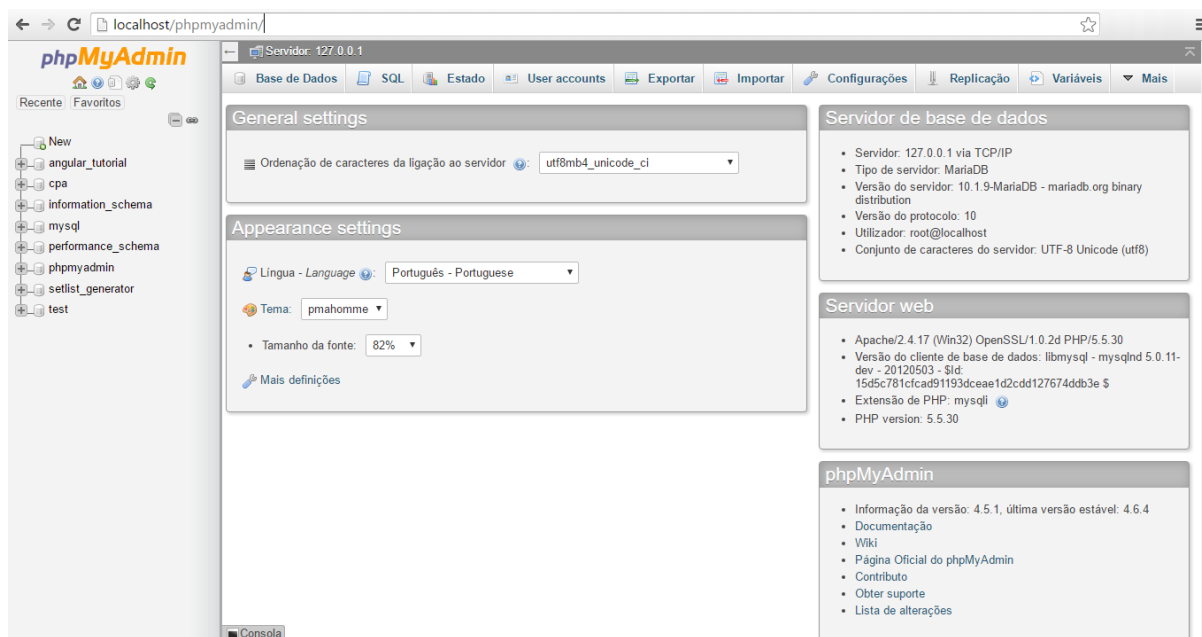 localhost/phpmyadmin/
phpMyAdmin
Recente Favoritos
New
angular_tutorial
cpa
information_schema
mysql
performance_schema
phpmyadmin
setlist_generator
test
Servidor: 127.0.0.1
Base de Dados SQL Estado User accounts Exportar Importar Configurações Replicação Variáveis Mais
General settings
Ordenação de caracteres da ligação ao servidor : utf8mb4_unicode_ci
Appearance settings
Língua - Language : Português - Portuguese
Tema: pmahomme
• Tamanho da fonte: 82%
Mais definições
Servidor de base de dados
• Servidor: 127.0.0.1 via TCP/IP
• Tipo de servidor: MariaDB
• Versão do servidor: 10.1.9-MariaDB - mariadb.org binary
distribution
• Versão do protocolo: 10
• Utilizador: root@localhost
• Conjunto de caracteres do servidor: UTF-8 Unicode (utf8)
Servidor web
• Apache/2.4.17 (Win32) OpenSSL/1.0.2d PHP/5.5.30
• Versão do cliente de base de dados: libmysql - mysqlnd 5.0.11-
dev - 20120503 - $Id:
15d5c781cfcad91193dceae1d2cdd127674ddb3e $
• Extensão de PHP: mysqli
• PHP version: 5.5.30
phpMyAdmin
• Informação da versão: 4.5.1, última versão estável: 4.6.4
• Documentação
• Wiki
• Página Oficial do phpMyAdmin
• Contributo
• Obter suporte
• Lista de alterações
Consola